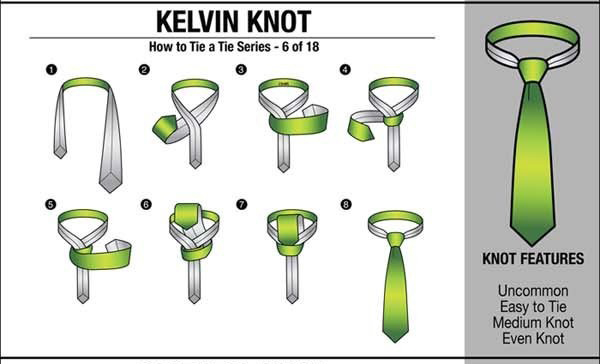 KELVIN KNOT
How to Tie a Tie Series - 6 of 18
1
2
3
4
5
6
7
8
KNOT FEATURES
Uncommon
Easy to Tie
Medium Knot
Even Knot